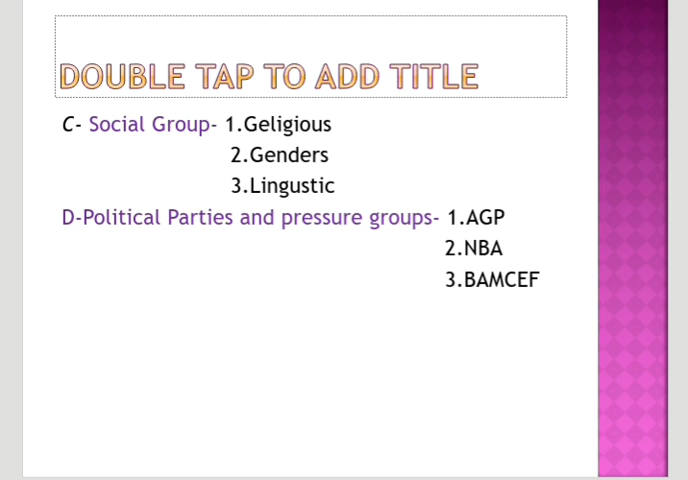 DOUBLE TAP TO ADD TITLE
C- Social Group- 1.Geligious
2.Genders
3.Lingustic
D-Political Parties and pressure groups- 1.AGP
2.NBA
3.BAMCEF